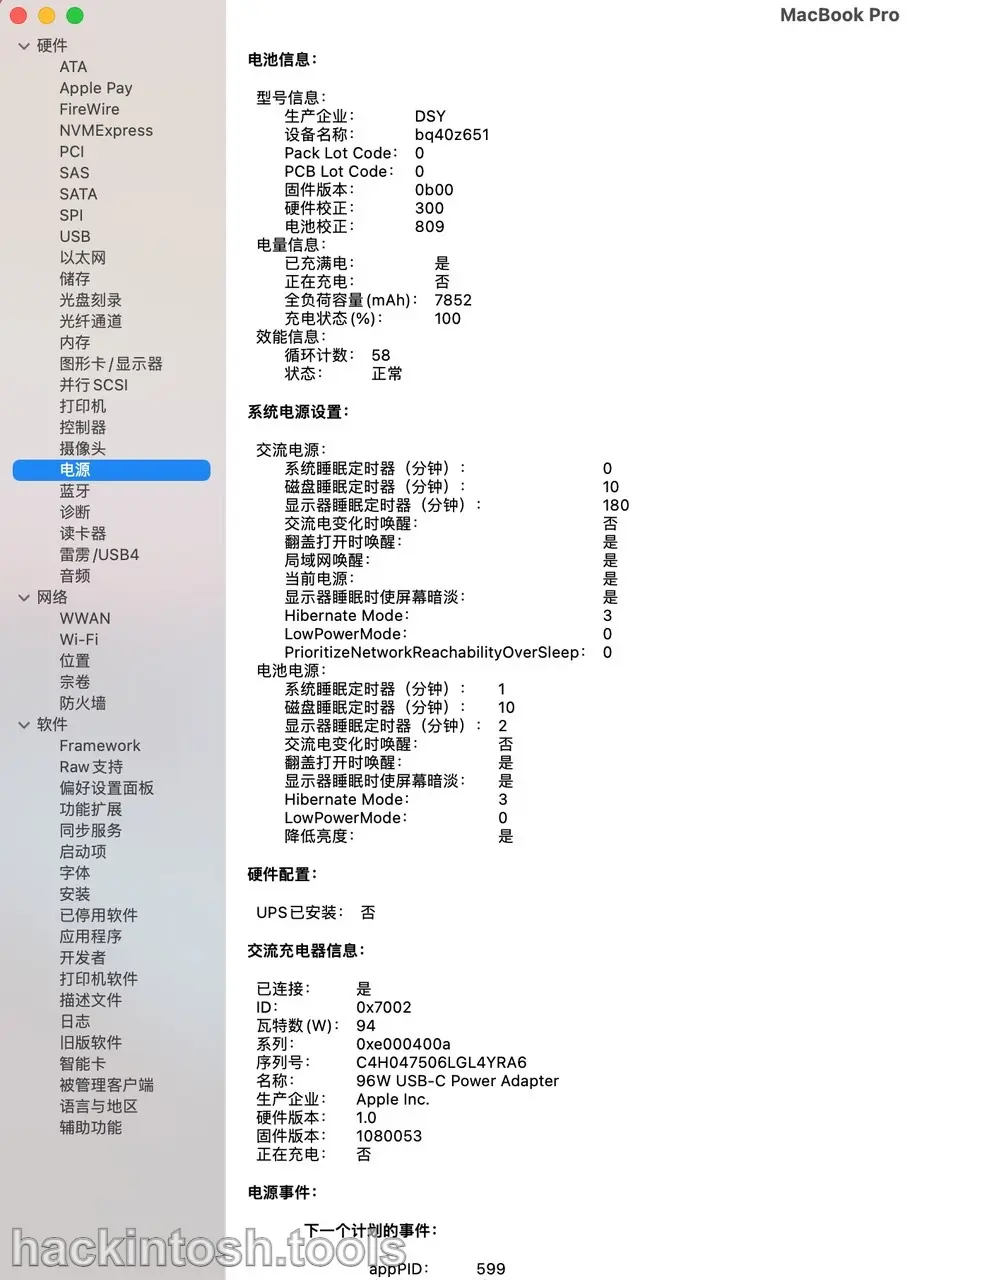 MacBook Pro
硬件
ATA
Apple Pay
FireWire
NVMExpress
PCI
SAS
SATA
SPI
USB
以太网
储存
光盘刻录
光纤通道
内存
图形卡/显示器
并行SCSI
打印机
控制器
摄像头
电源
蓝牙
诊断
读卡器
雷雳/USB4
音频
网络
WWAN
Wi-Fi
位置
宗卷
防火墙
软件
Framework
Raw支持
偏好设置面板
功能扩展
同步服务
启动项
字体
安装
已停用软件
应用程序
开发者
打印机软件
描述文件
日志
旧版软件
智能卡
被管理客户端
语言与地区
辅助功能
电池信息：
型号信息：
生产企业： DSY
设备名称： bq40z651
Pack Lot Code： 0
PCB Lot Code： 0
固件版本： 0b00
硬件校正： 300
电池校正： 809
电量信息：
已充满电： 是
正在充电： 否
全负荷容量(mAh)： 7852
充电状态(%)： 100
效能信息：
循环计数： 58
状态： 正常
系统电源设置：
交流电源：
系统睡眠定时器（分钟）： 0
磁盘睡眠定时器（分钟）： 10
显示器睡眠定时器（分钟）： 180
交流电变化时唤醒： 否
翻盖打开时唤醒： 是
局域网唤醒： 是
当前电源： 是
显示器睡眠时使屏幕暗淡： 是
Hibernate Mode： 3
LowPowerMode： 0
PrioritizeNetworkReachabilityOverSleep： 0
电池电源：
系统睡眠定时器（分钟）： 1
磁盘睡眠定时器（分钟）： 10
显示器睡眠定时器（分钟）： 2
交流电变化时唤醒： 否
翻盖打开时唤醒： 是
显示器睡眠时使屏幕暗淡： 是
Hibernate Mode： 3
LowPowerMode： 0
降低亮度： 是
硬件配置：
UPS已安装： 否
交流充电器信息：
已连接： 是
ID： 0x7002
瓦特数(W)： 94
系列： 0xe000400a
序列号： C4H047506LGL4YRA6
名称： 96W USB-C Power Adapter
生产企业： Apple Inc.
硬件版本： 1.0
固件版本： 1080053
正在充电： 否
电源事件：
下一个计划的事件：
appPID： 599
hackintosh.tools